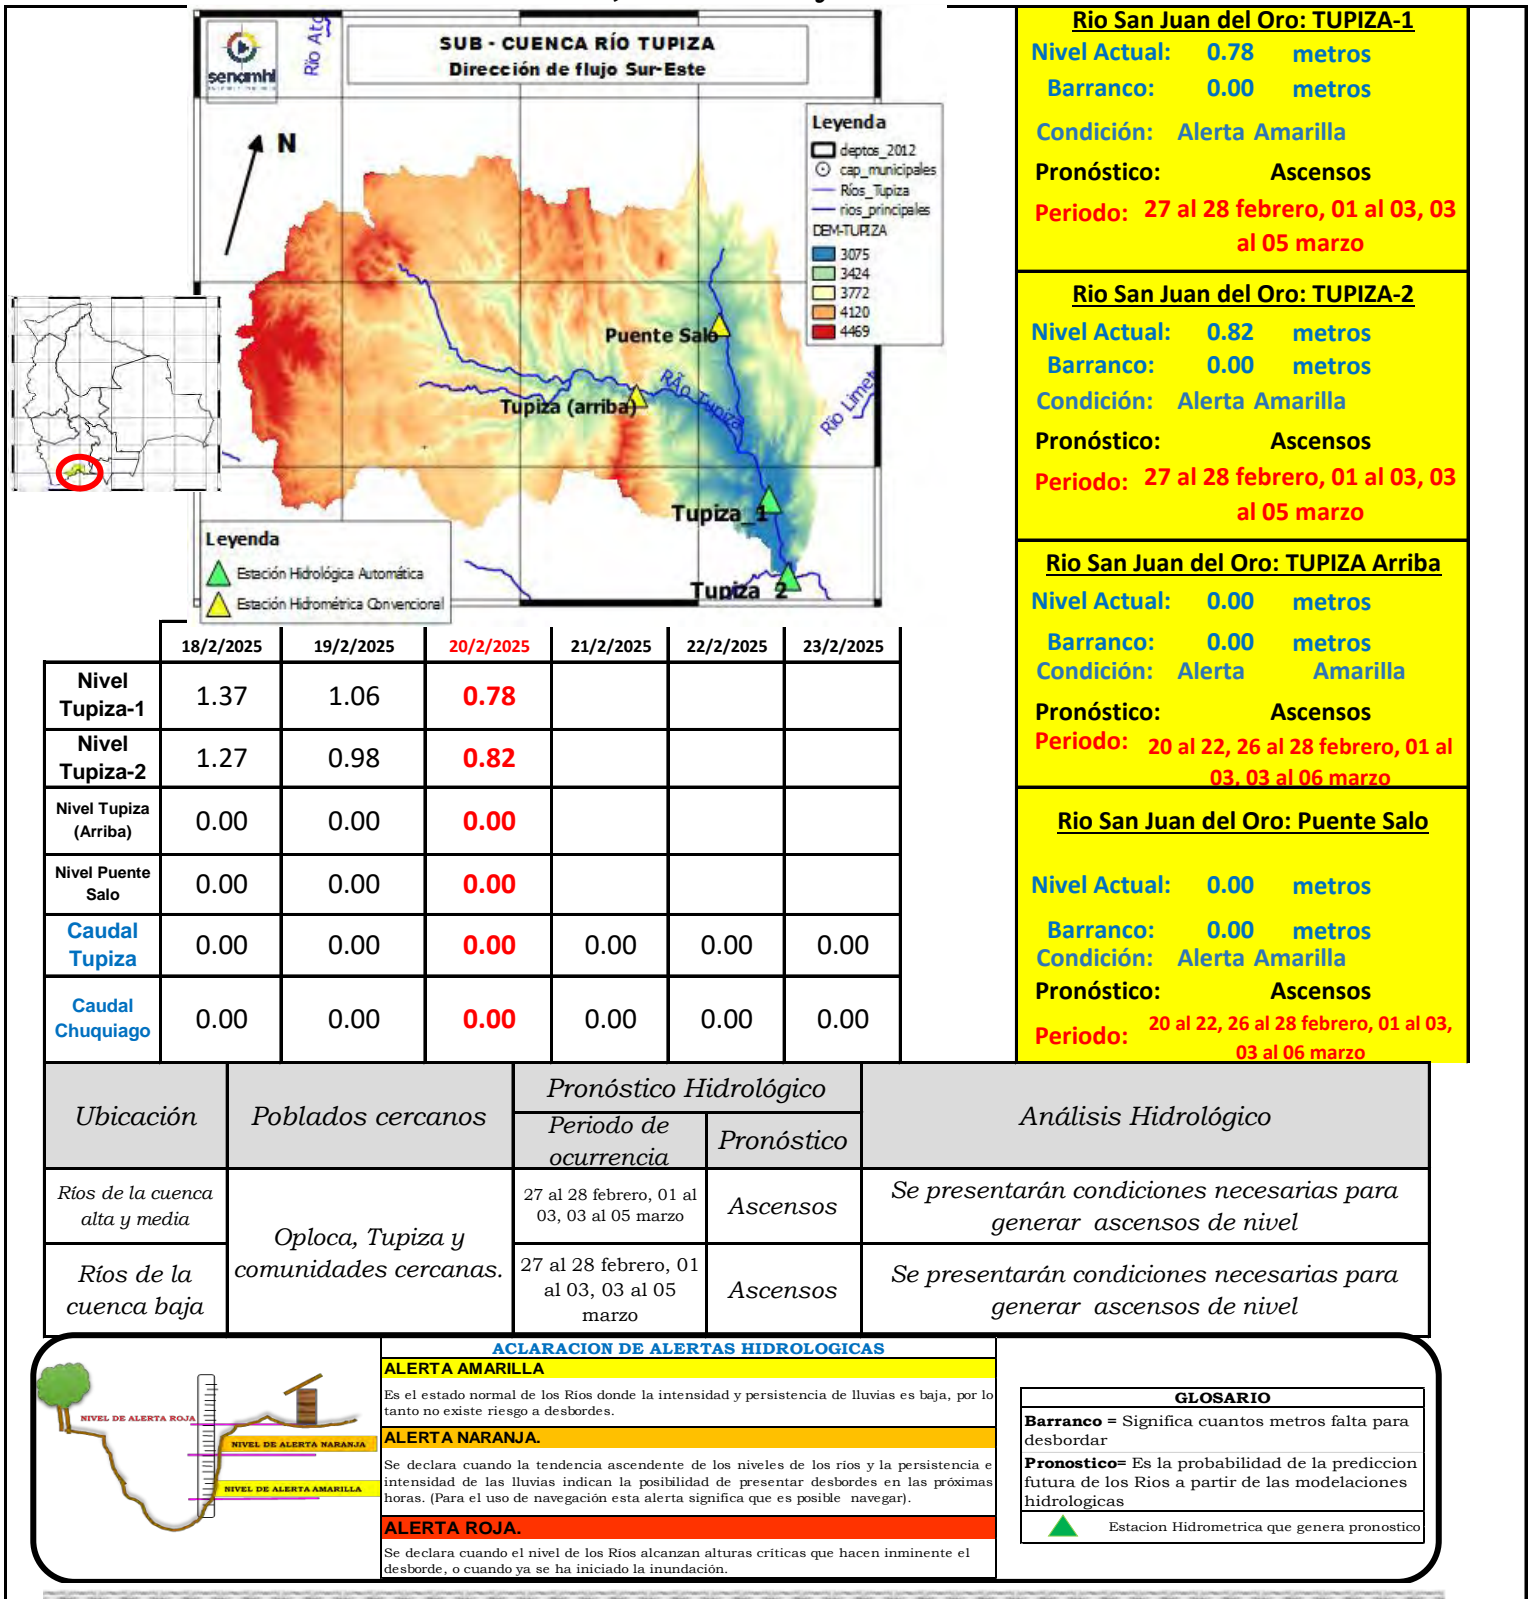 SUB - CUENCA RÍO TUPIZA
Dirección de flujo Sur-Este
senamhi
N
Leyenda
deptos_2012
cap_municipales
Ríos_Tupiza
rios_principales
DEM-TUPIZA
3075
3424
3772
4120
4469
Puente Salo
Tupiza (arriba)
RÃo Tupiza
Tupiza_1
Tupiza_2
Leyenda
Estación Hidrológica Automática
Estación Hidrométrica Convencional
Rio San Juan del Oro: TUPIZA-1
Nivel Actual: 0.78 metros
Barranco: 0.00 metros
Condición: Alerta Amarilla
Pronóstico: Ascensos
Periodo: 27 al 28 febrero, 01 al 03, 03
al 05 marzo
Rio San Juan del Oro: TUPIZA-2
Nivel Actual: 0.82 metros
Barranco: 0.00 metros
Condición: Alerta Amarilla
Pronóstico: Ascensos
Periodo: 27 al 28 febrero, 01 al 03, 03
al 05 marzo
Rio San Juan del Oro: TUPIZA Arriba
Nivel Actual: 0.00 metros
Barranco: 0.00 metros
Condición: Alerta Amarilla
Pronóstico: Ascensos
Periodo: 20 al 22, 26 al 28 febrero, 01 al
03, 03 al 06 marzo
Rio San Juan del Oro: Puente Salo
Nivel Actual: 0.00 metros
Barranco: 0.00 metros
Condición: Alerta Amarilla
Pronóstico: Ascensos
Periodo: 20 al 22, 26 al 28 febrero, 01 al 03,
03 al 06 marzo
18/2/2025 19/2/2025 20/2/2025 21/2/2025 22/2/2025 23/2/2025
Nivel
Tupiza-1 1.37 1.06 0.78
Nivel
Tupiza-2 1.27 0.98 0.82
Nivel Tupiza
(Arriba) 0.00 0.00 0.00
Nivel Puente
Salo 0.00 0.00 0.00
Caudal
Tupiza 0.00 0.00 0.00 0.00 0.00 0.00
Caudal
Chuquiago 0.00 0.00 0.00 0.00 0.00 0.00
Ubicación Poblados cercanos Pronóstico Hidrológico Análisis Hidrológico
Periodo de
ocurrencia Pronóstico
Ríos de la cuenca
alta y media
Oploca, Tupiza y
comunidades cercanas.
27 al 28 febrero, 01 al
03, 03 al 05 marzo
Ascensos
Se presentarán condiciones necesarias para
generar ascensos de nivel
Ríos de la
cuenca baja
27 al 28 febrero, 01
al 03, 03 al 05
marzo
Ascensos
Se presentarán condiciones necesarias para
generar ascensos de nivel
NIVEL DE ALERTA ROJA
NIVEL DE ALERTA NARANJA
NIVEL DE ALERTA AMARILLA
ACLARACION DE ALERTAS HIDROLOGICAS
ALERTA AMARILLA
Es el estado normal de los Rios donde la intensidad y persistencia de lluvias es baja, por lo
tanto no existe riesgo a desbordes.
ALERTA NARANJA.
Se declara cuando la tendencia ascendente de los niveles de los rios y la persistencia e
intensidad de las lluvias indican la posibilidad de presentar desbordes en las próximas
horas. (Para el uso de navegación esta alerta significa que es posible navegar).
ALERTA ROJA.
Se declara cuando el nivel de los Rios alcanzan alturas críticas que hacen inminente el
desborde, o cuando ya se ha iniciado la inundación.
GLOSARIO
Barranco = Significa cuantos metros falta para
desbordar
Pronostico= Es la probabilidad de la prediccion
futura de los Rios a partir de las modelaciones
hidrologicas
Estacion Hidrometrica que genera pronostico